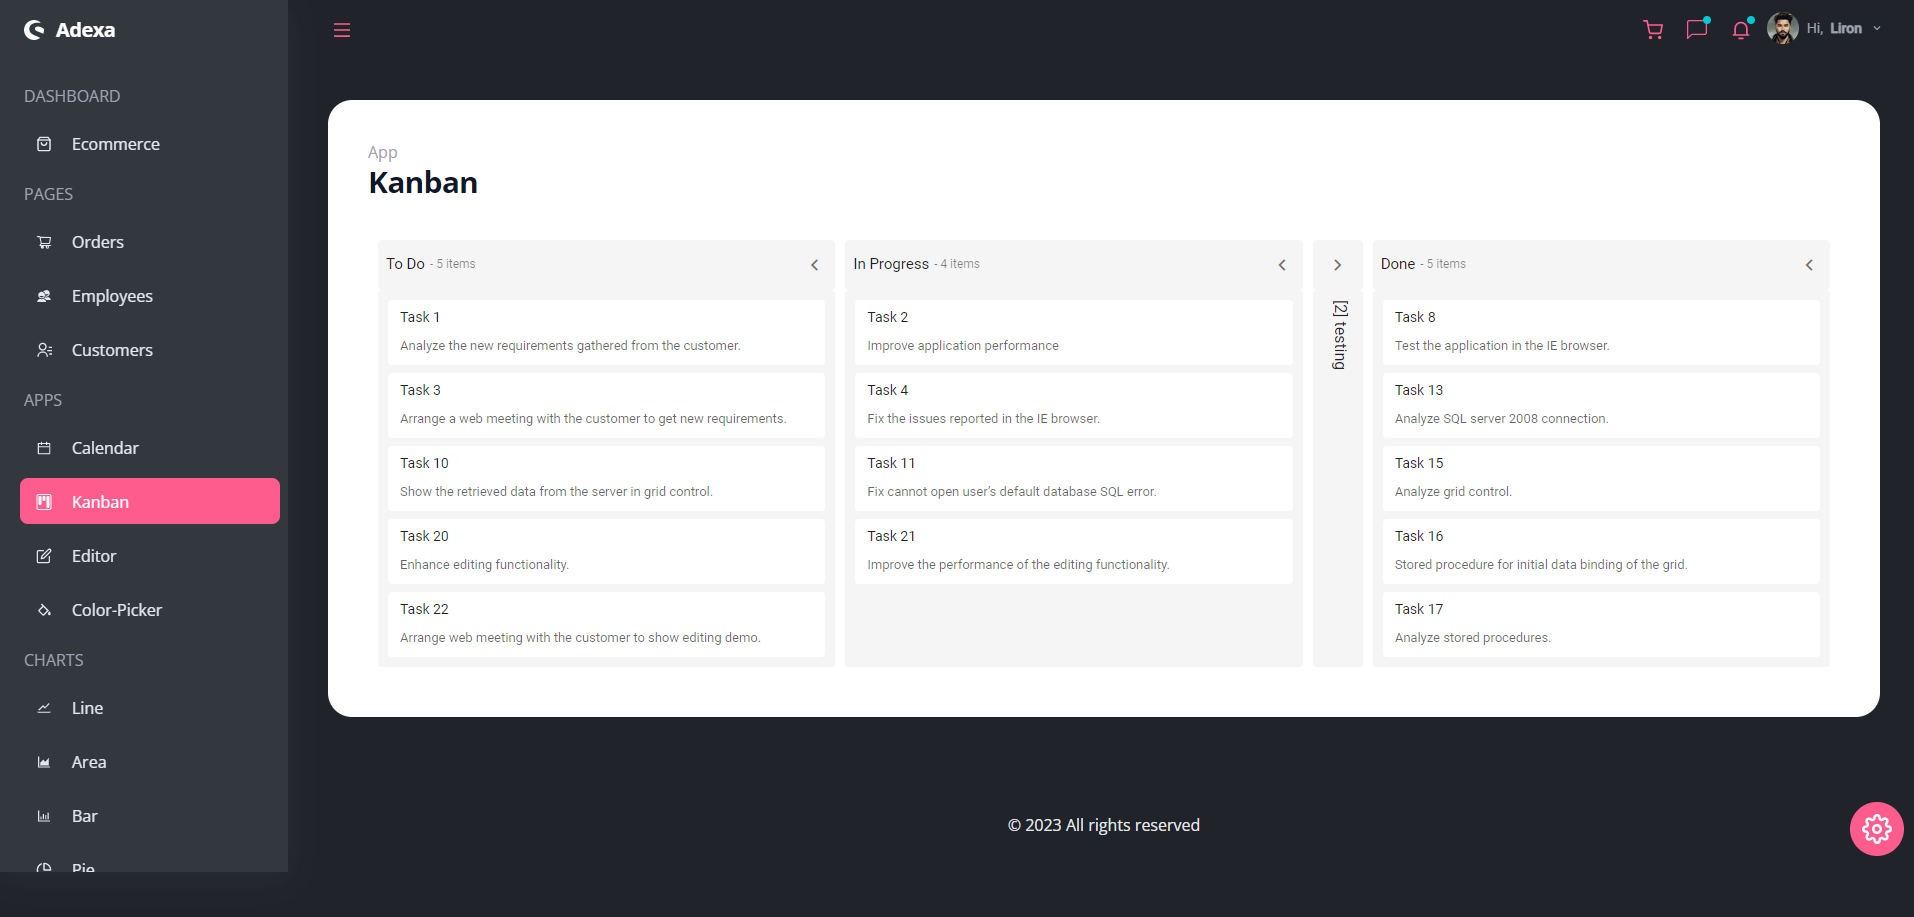 Adexa
Hi, Liron
DASHBOARD
Ecommerce
PAGES
Orders
Employees
Customers
APPS
Calendar
Kanban
Editor
Color-Picker
CHARTS
Line
Area
Bar
Pie
App
Kanban
To Do - 5 items
Task 1
Analyze the new requirements gathered from the customer.
Task 3
Arrange a web meeting with the customer to get new requirements.
Task 10
Show the retrieved data from the server in grid control.
Task 20
Enhance editing functionality.
Task 22
Arrange web meeting with the customer to show editing demo.
In Progress - 4 items
Task 2
Improve application performance
Task 4
Fix the issues reported in the IE browser.
Task 11
Fix cannot open user's default database SQL error.
Task 21
Improve the performance of the editing functionality.
[2] testing
Done - 5 items
Task 8
Test the application in the IE browser.
Task 13
Analyze SQL server 2008 connection.
Task 15
Analyze grid control.
Task 16
Stored procedure for initial data binding of the grid.
Task 17
Analyze stored procedures.
© 2023 All rights reserved